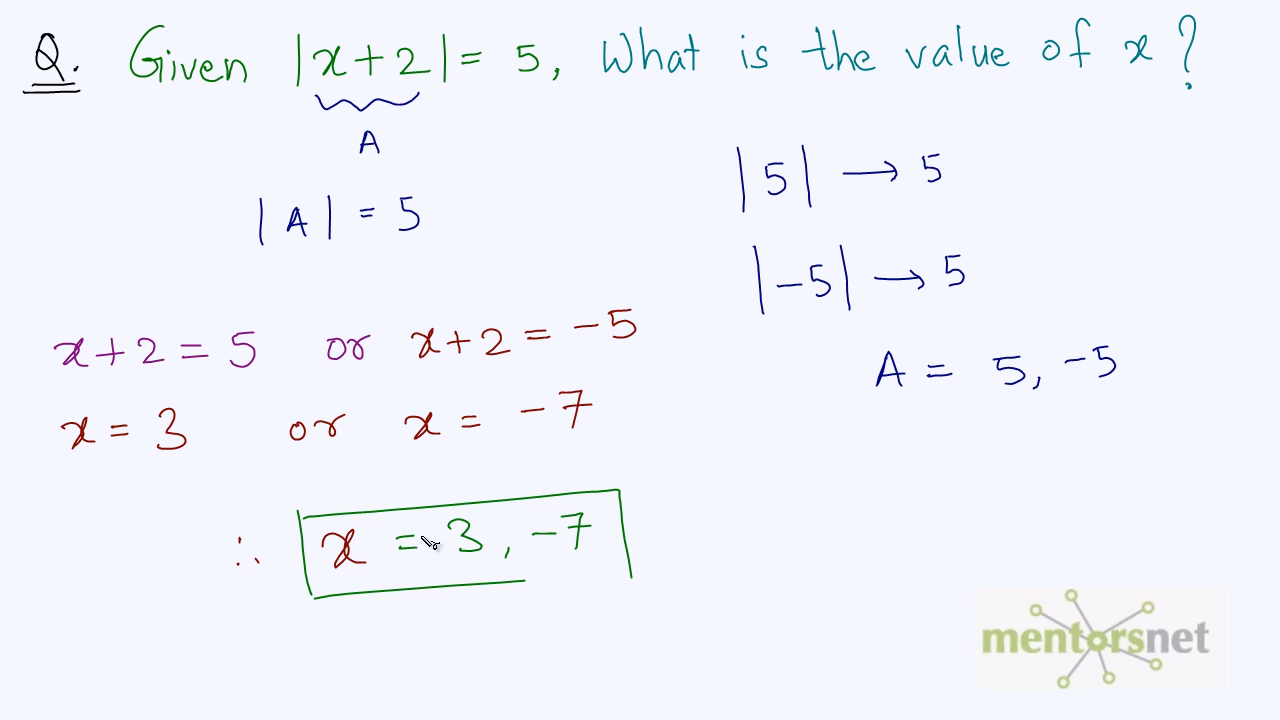 Q. Given |x+2| = 5, What is the value of x?
A
|A| = 5
|5| → 5
|-5| → 5
A = 5, -5
x+2 = 5 or x+2 = -5
x = 3 or x = -7
∴ x = 3, -7
mentorsnet